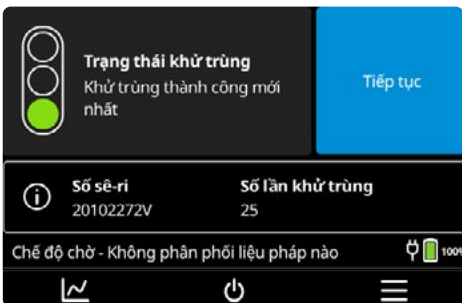 Trạng thái khử trùng
Khử trùng thành công mới
nhất
Tiếp tục
Số sê-ri
Số lần khử trùng
20102272V
25
Chế độ chờ - Không phân phối liệu pháp nào
100%